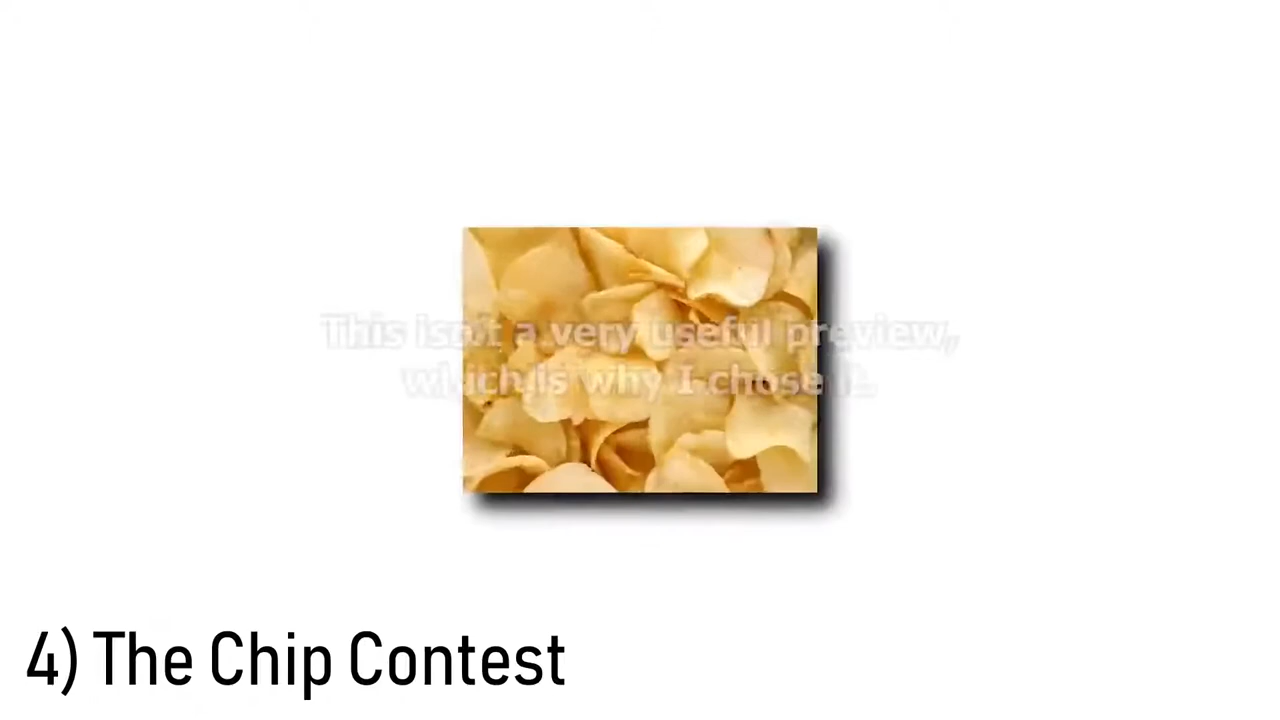 This isn't a very useful preview,
which is why I chose it.
4) The Chip Contest